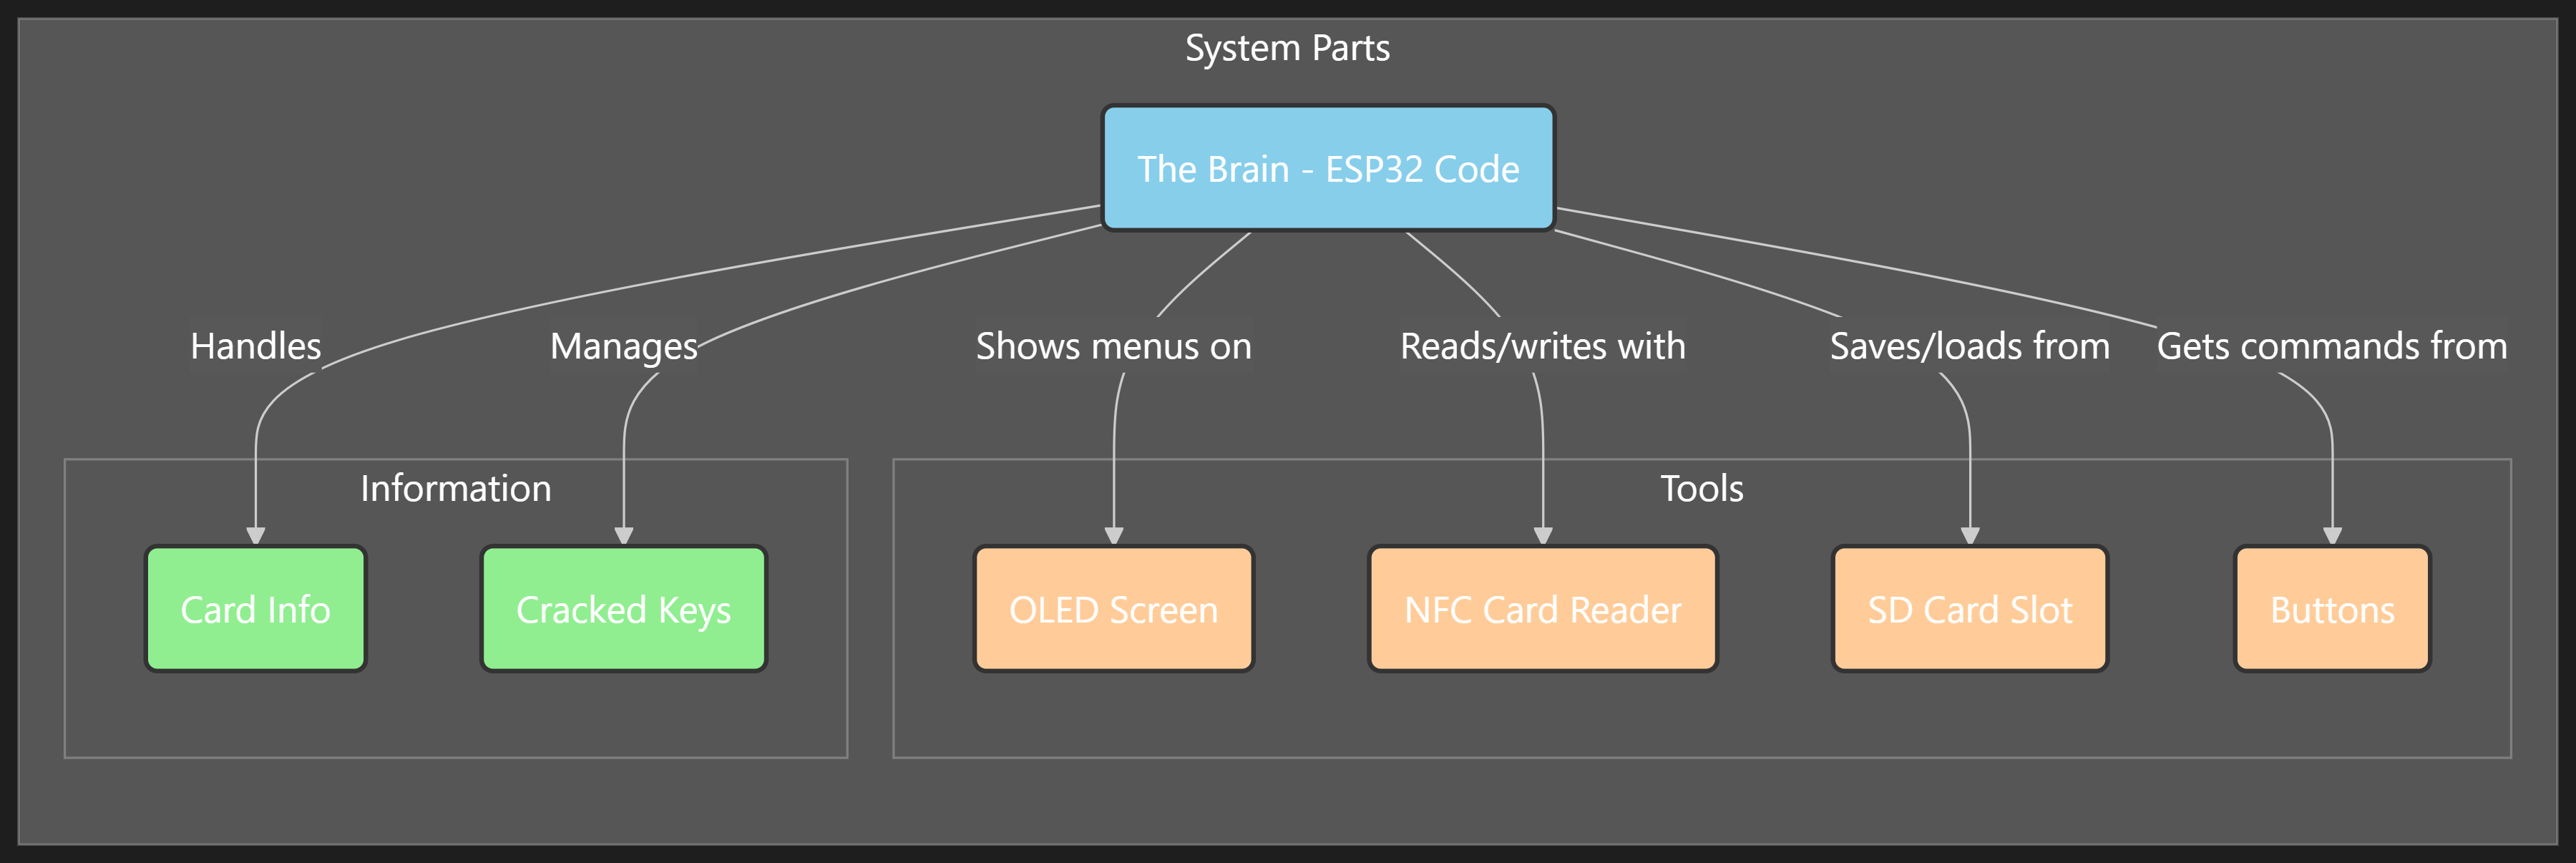 System Parts
The Brain - ESP32 Code
Handles
Manages
Shows menus on
Reads/writes with
Saves/loads from
Gets commands from
Information
Tools
Card Info
Cracked Keys
OLED Screen
NFC Card Reader
SD Card Slot
Buttons